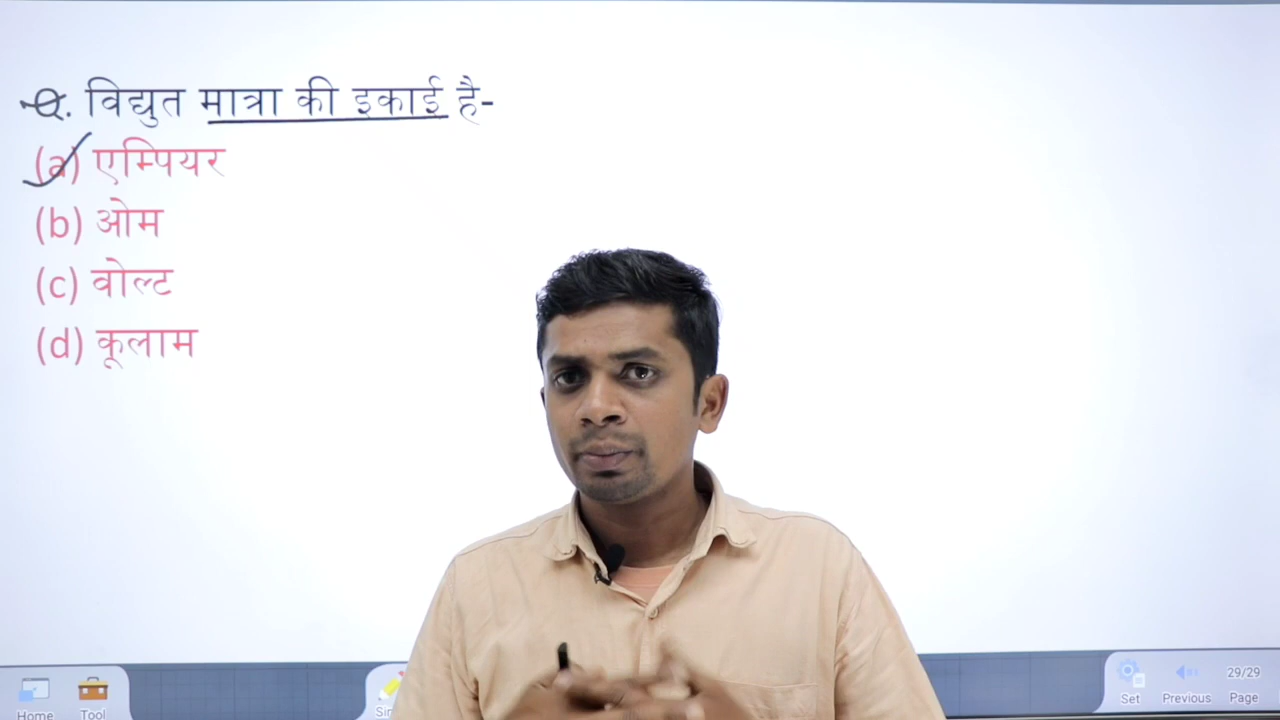 Q. विद्युत मात्रा की इकाई है-
(a) एम्पियर
(b) ओम
(c) वोल्ट
(d) कूलाम
Home
Tool
Set
Previous
29/29
Page